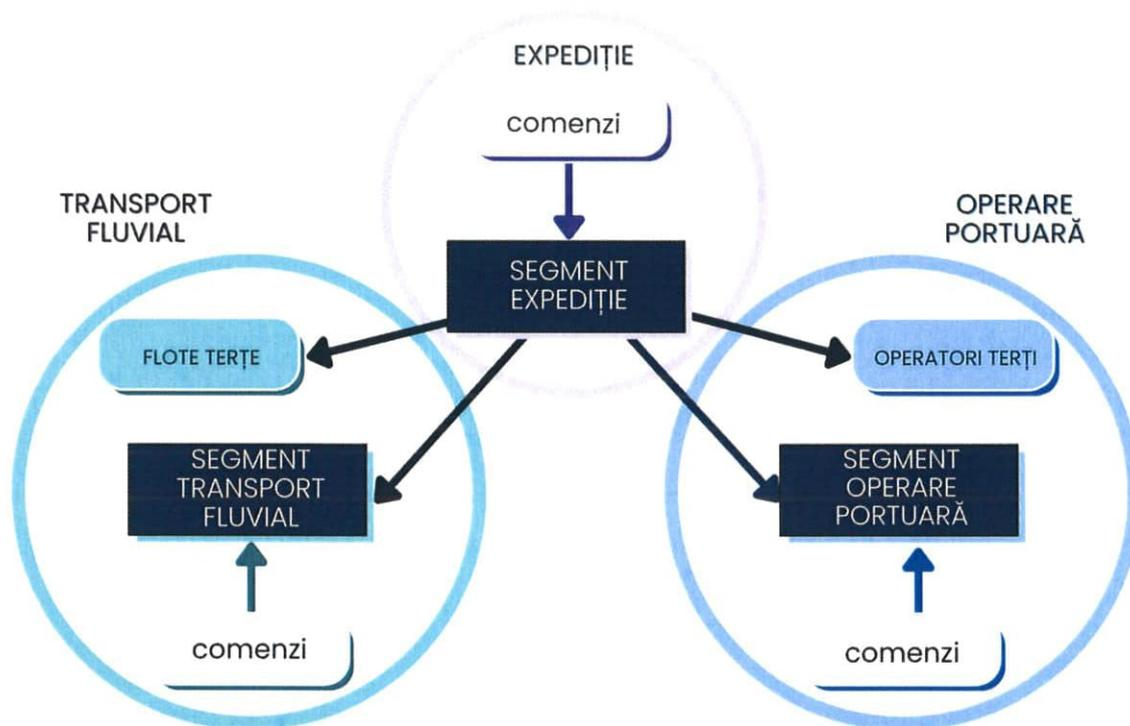 EXPEDIȚIE
comenzi
TRANSPORT
FLUVIAL
OPERARE
PORTUARĂ
SEGMENT
EXPEDIȚIE
FLOTE TERȚE
OPERATORI TERȚI
SEGMENT
TRANSPORT
FLUVIAL
SEGMENT
OPERARE
PORTUARĂ
comenzi
comenzi